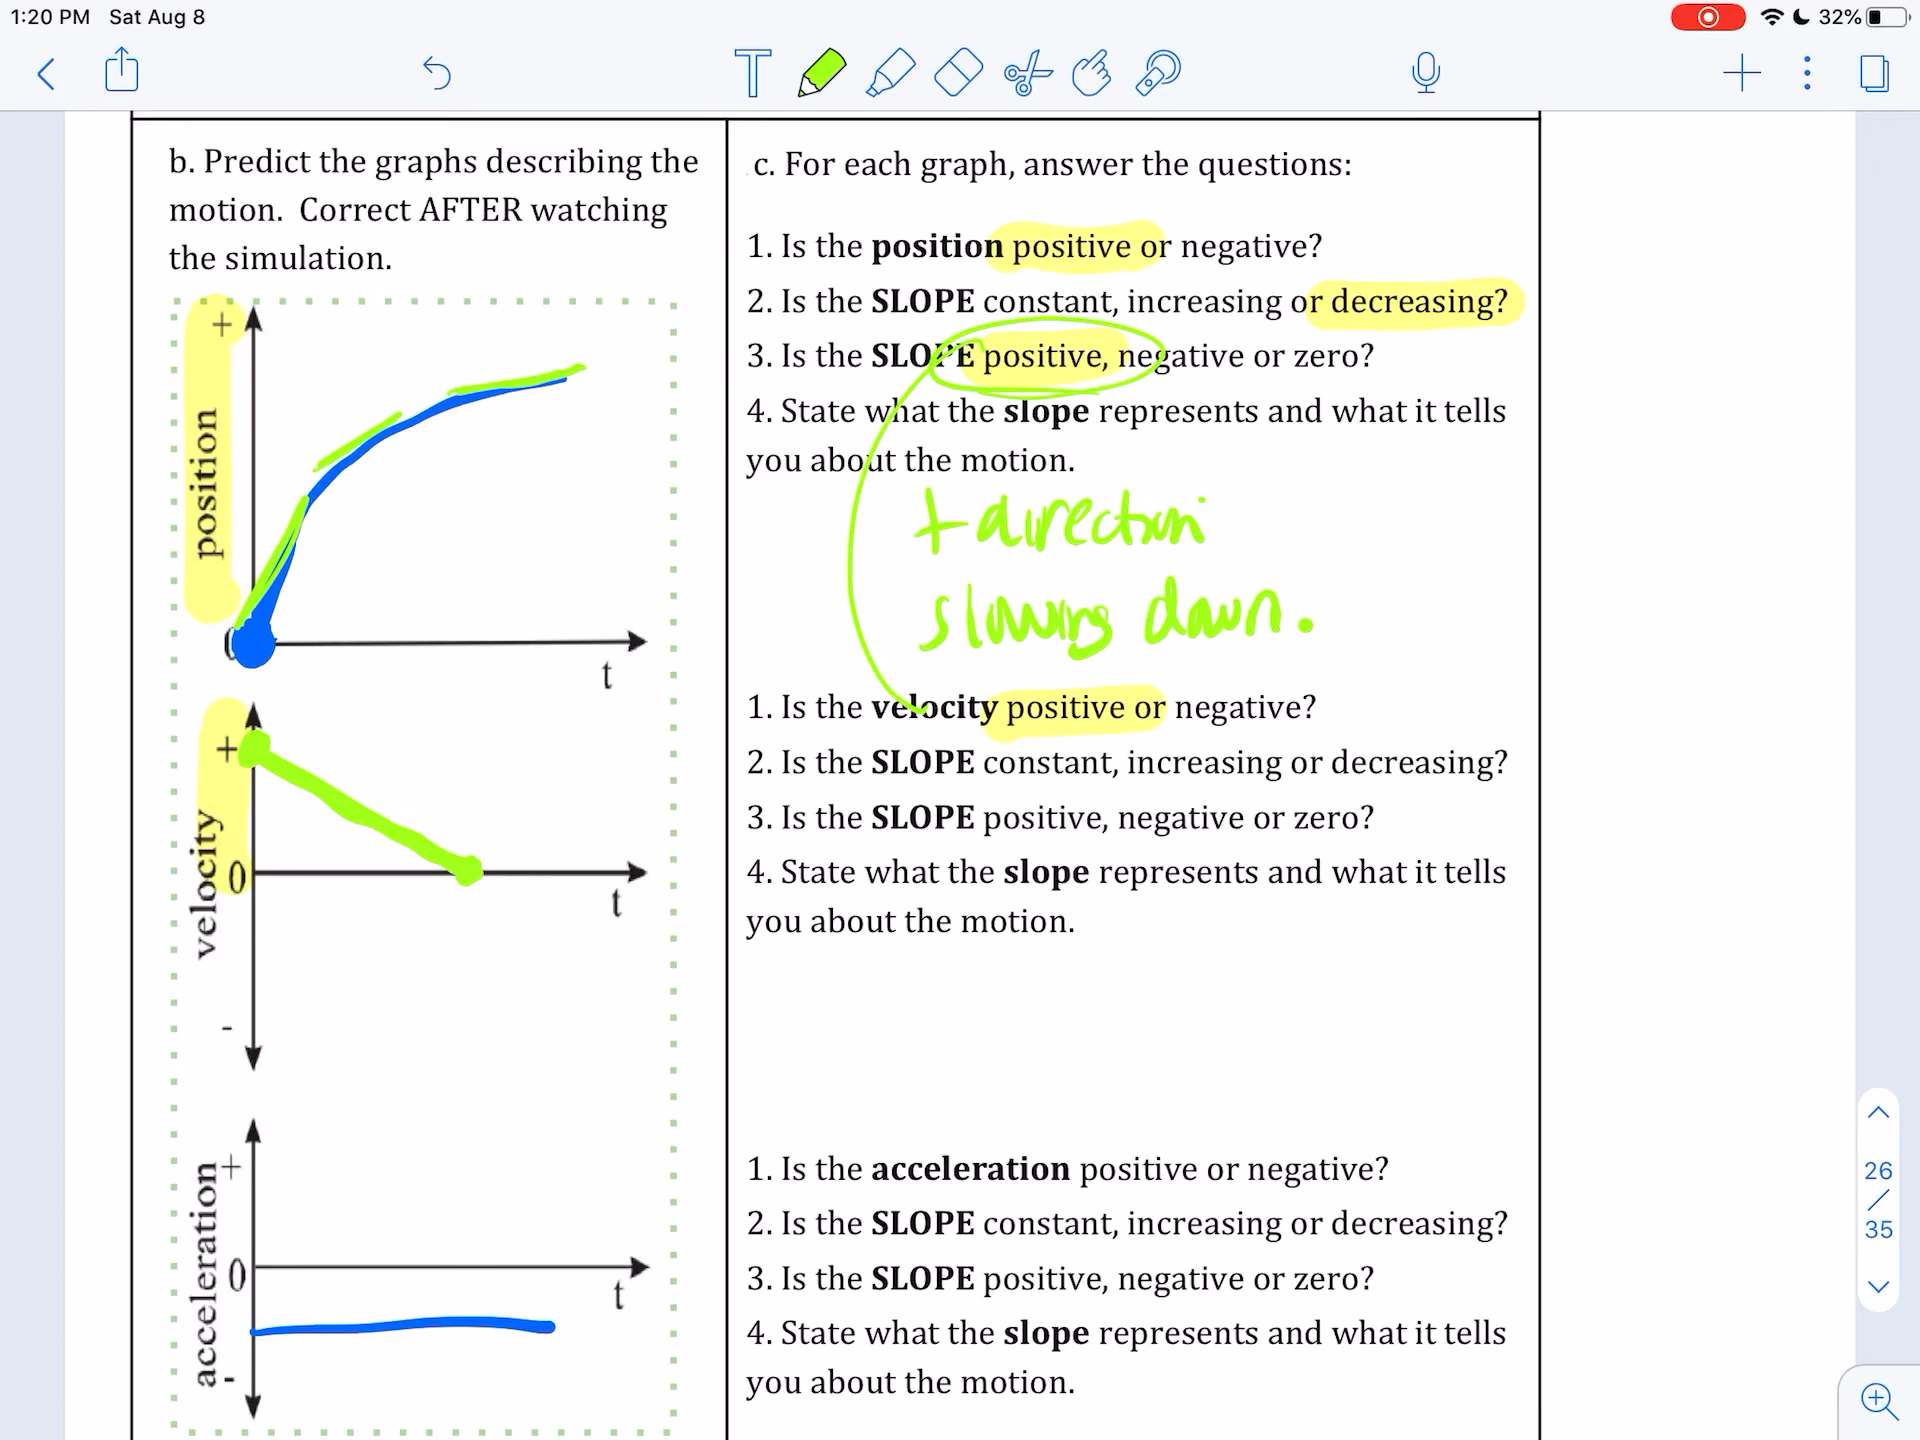 1:20 PM Sat Aug 8
32%
T
b. Predict the graphs describing the
motion. Correct AFTER watching
the simulation.
+
position
0
t
+
velocity
0
t
-
+
acceleration
0
t
-
c. For each graph, answer the questions:
1. Is the position positive or negative?
2. Is the SLOPE constant, increasing or decreasing?
3. Is the SLOPE positive, negative or zero?
4. State what the slope represents and what it tells
you about the motion.
+ direction
slowing down.
1. Is the velocity positive or negative?
2. Is the SLOPE constant, increasing or decreasing?
3. Is the SLOPE positive, negative or zero?
4. State what the slope represents and what it tells
you about the motion.
1. Is the acceleration positive or negative?
2. Is the SLOPE constant, increasing or decreasing?
3. Is the SLOPE positive, negative or zero?
4. State what the slope represents and what it tells
you about the motion.
26
/
35